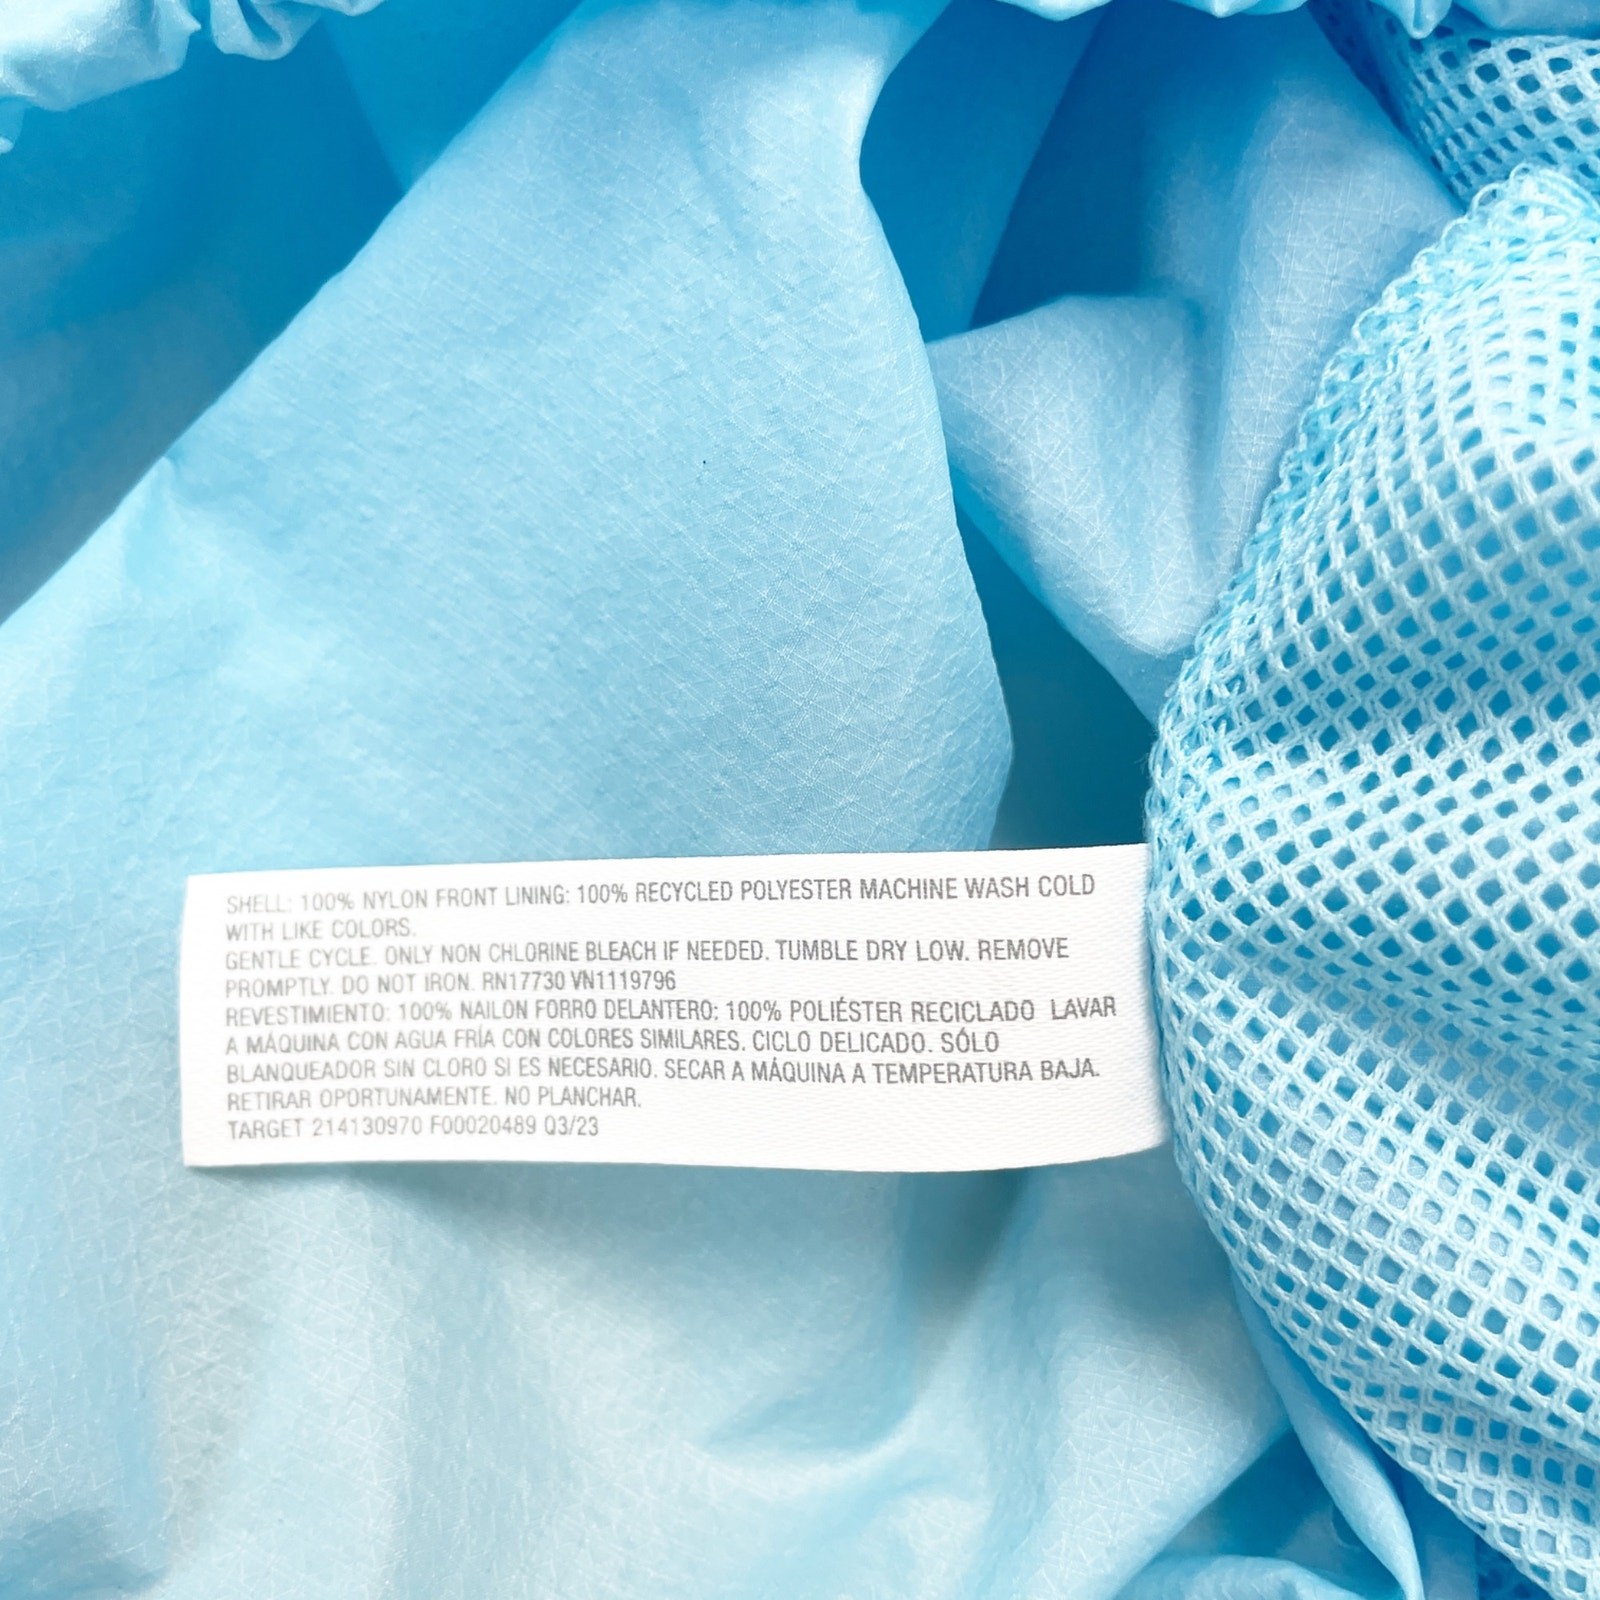 SHELL: 100% NYLON FRONT LINING: 100% RECYCLED POLYESTER MACHINE WASH COLD
WITH LIKE COLORS.
GENTLE CYCLE. ONLY NON CHLORINE BLEACH IF NEEDED. TUMBLE DRY LOW. REMOVE
PROMPTLY. DO NOT IRON. RN17730 VN1119796
REVESTIMIENTO: 100% NAILON FORRO DELANTERO: 100% POLIÉSTER RECICLADO LAVAR
A MÁQUINA CON AGUA FRÍA CON COLORES SIMILARES. CICLO DELICADO. SÓLO
BLANQUEADOR SIN CLORO SI ES NECESARIO. SECAR A MÁQUINA A TEMPERATURA BAJA.
RETIRAR OPORTUNAMENTE. NO PLANCHAR.
TARGET 214130970 F00020489 Q3/23